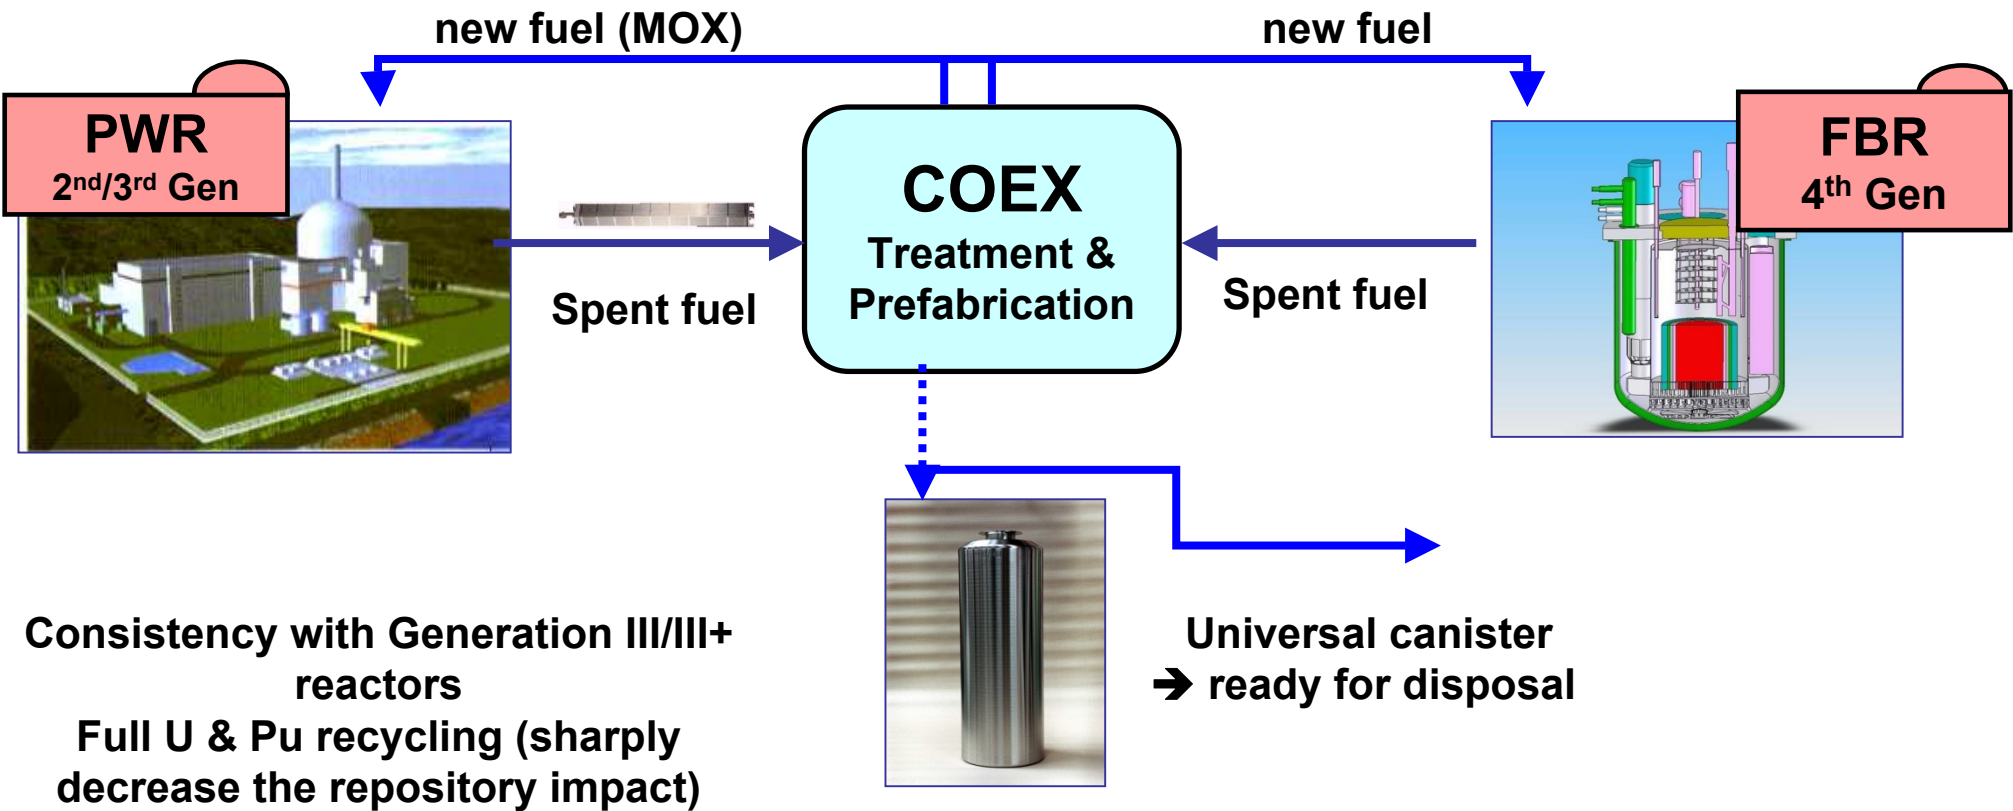 new fuel (MOX)
new fuel
PWR
2nd/3rd Gen
COEX
Treatment &
Prefabrication
FBR
4th Gen
Spent fuel
Spent fuel
Consistency with Generation III/III+
reactors
Full U & Pu recycling (sharply
decrease the repository impact)
Universal canister
➔ ready for disposal